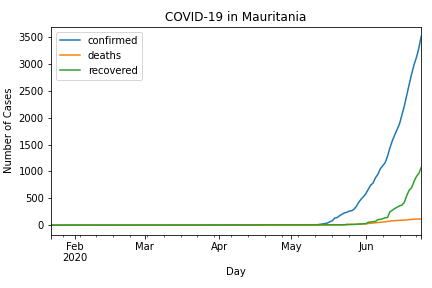 COVID-19 in Mauritania
confirmed
deaths
recovered
3500
3000
2500
2000
1500
1000
500
0
Number of Cases
Feb Mar Apr May Jun
2020
Day